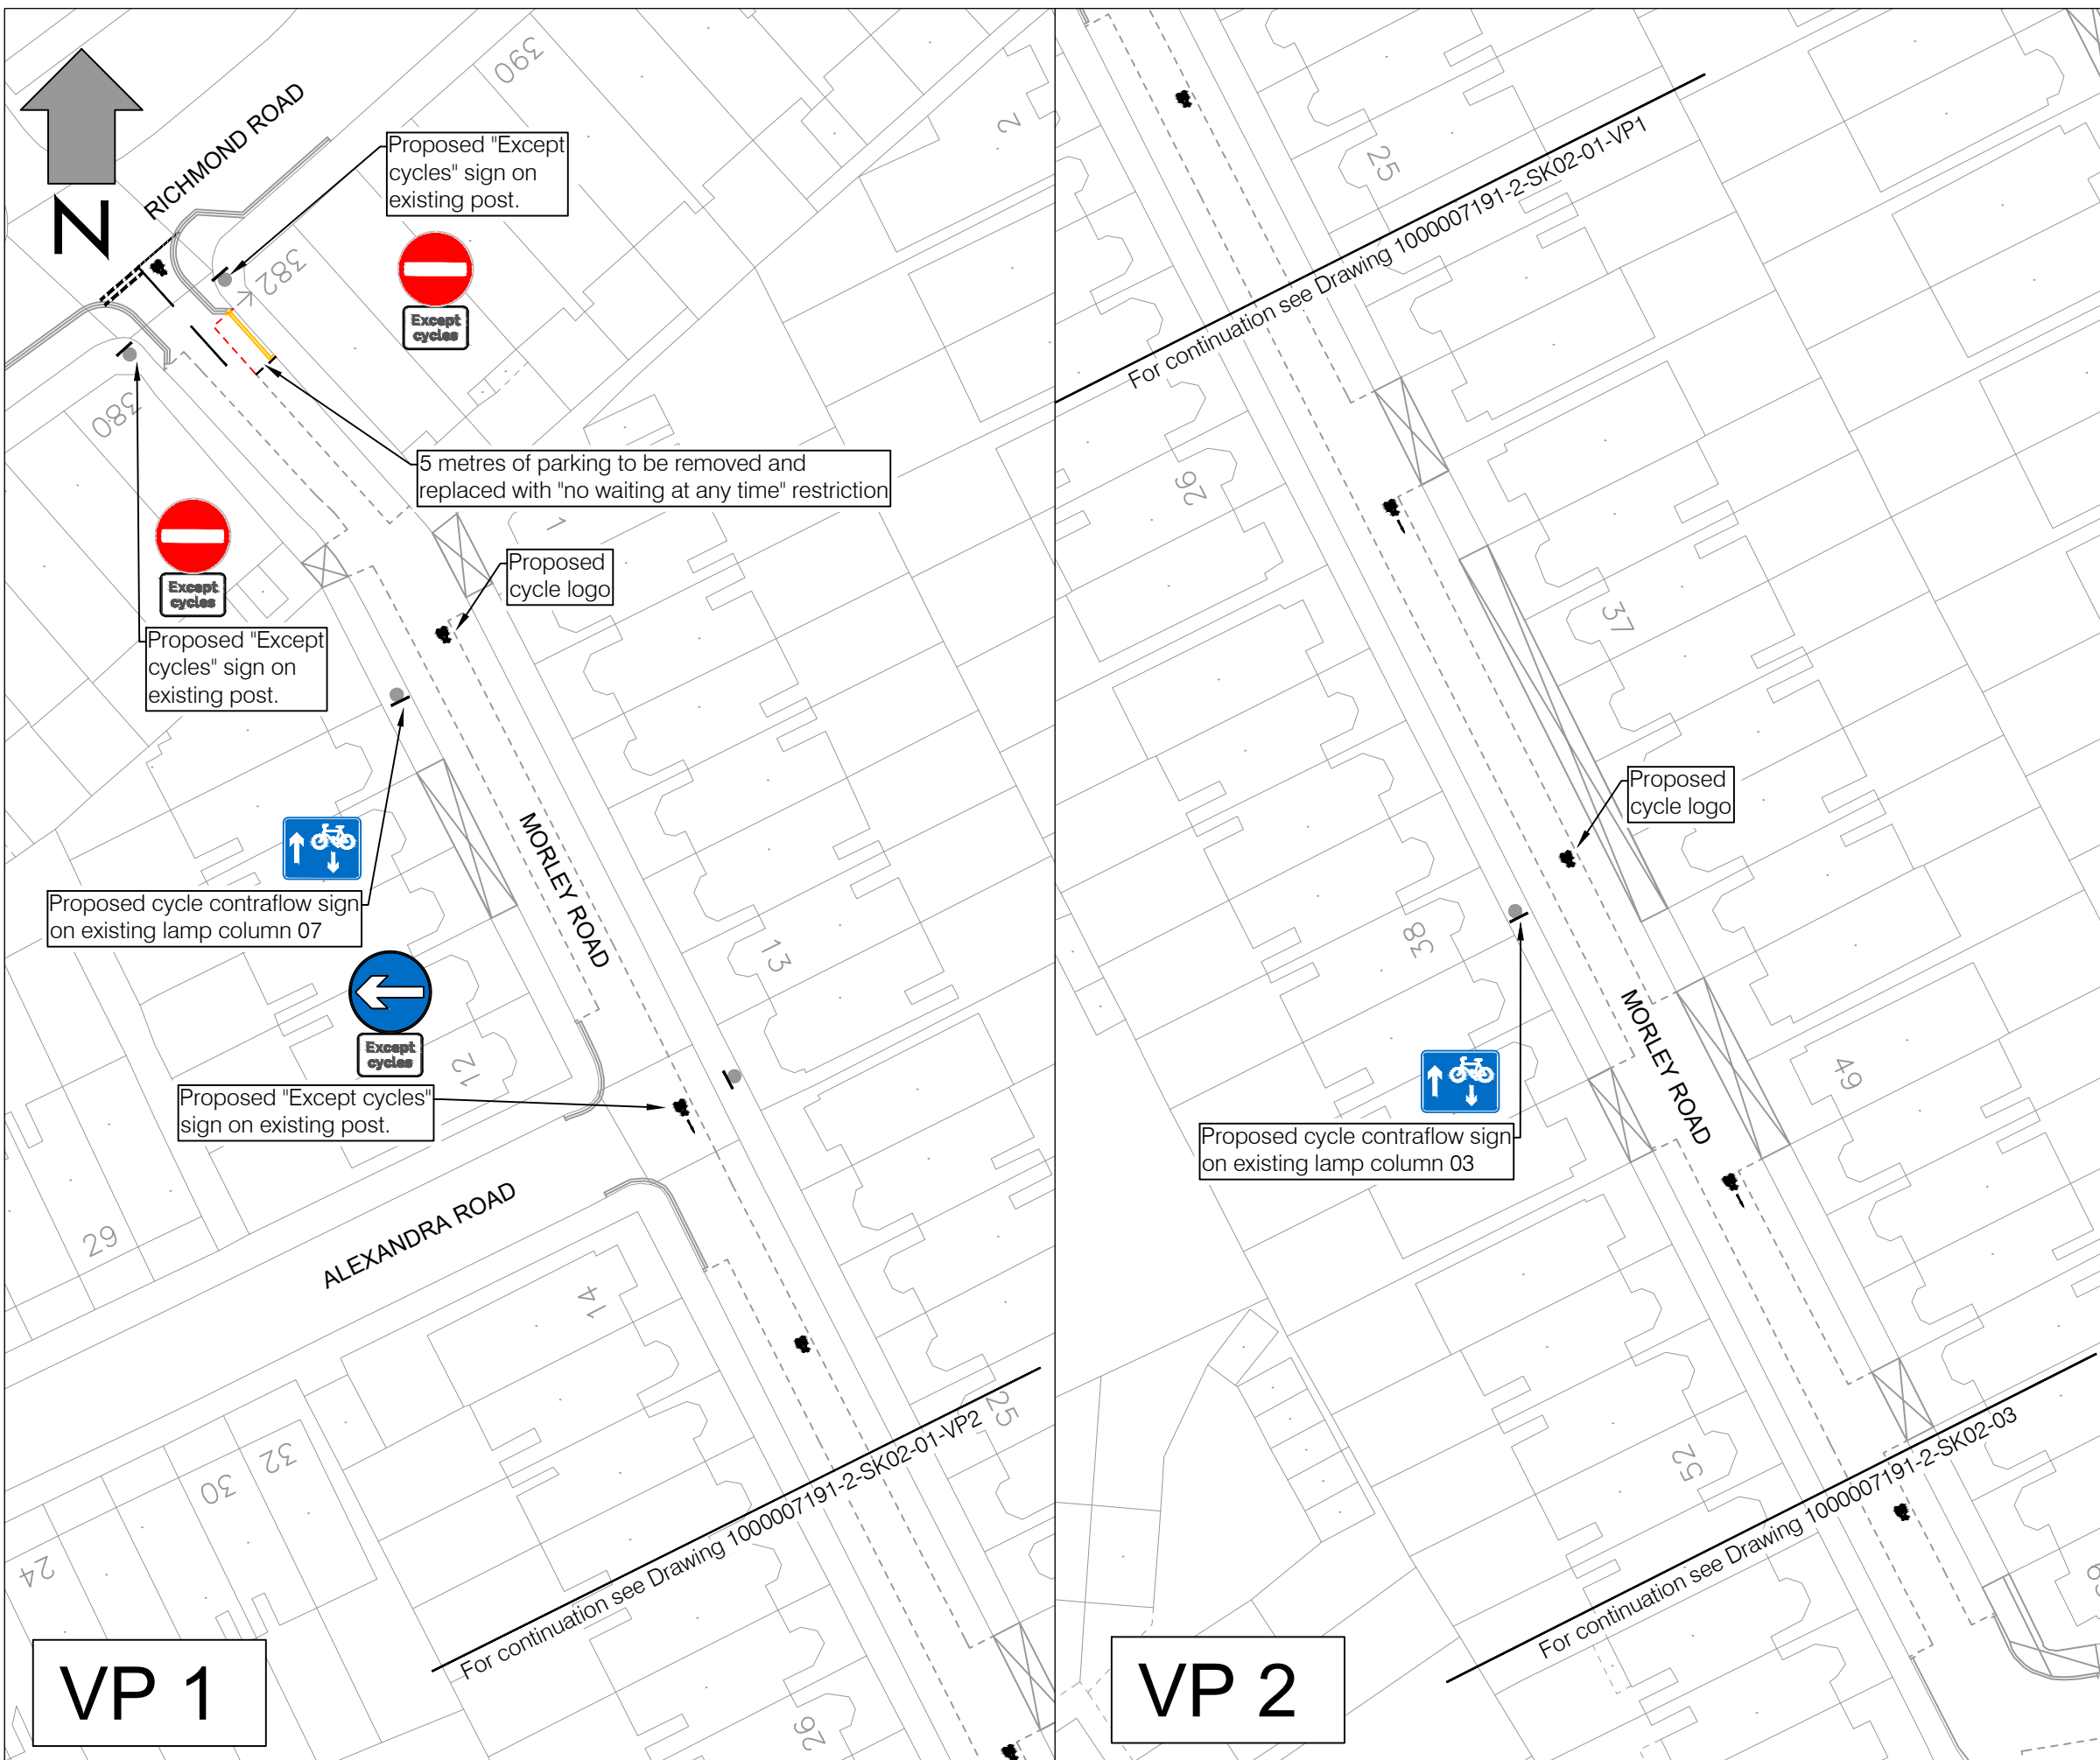 N
RICHMOND ROAD
390
2
382
380
Proposed "Except
cycles" sign on
existing post.
Except
cycles
5 metres of parking to be removed and
replaced with "no waiting at any time" restriction
1
Proposed
cycle logo
Except
cycles
Proposed "Except
cycles" sign on
existing post.
Proposed cycle contraflow sign
on existing lamp column 07
MORLEY ROAD
13
12
Except
cycles
Proposed "Except cycles"
sign on existing post.
29
ALEXANDRA ROAD
14
32
30
24
25
For continuation see Drawing 1000007191-2-SK02-01-VP2
26
VP 1
25
For continuation see Drawing 1000007191-2-SK02-01-VP1
26
37
Proposed
cycle logo
38
MORLEY ROAD
49
Proposed cycle contraflow sign
on existing lamp column 03
52
For continuation see Drawing 1000007191-2-SK02-03
VP 2